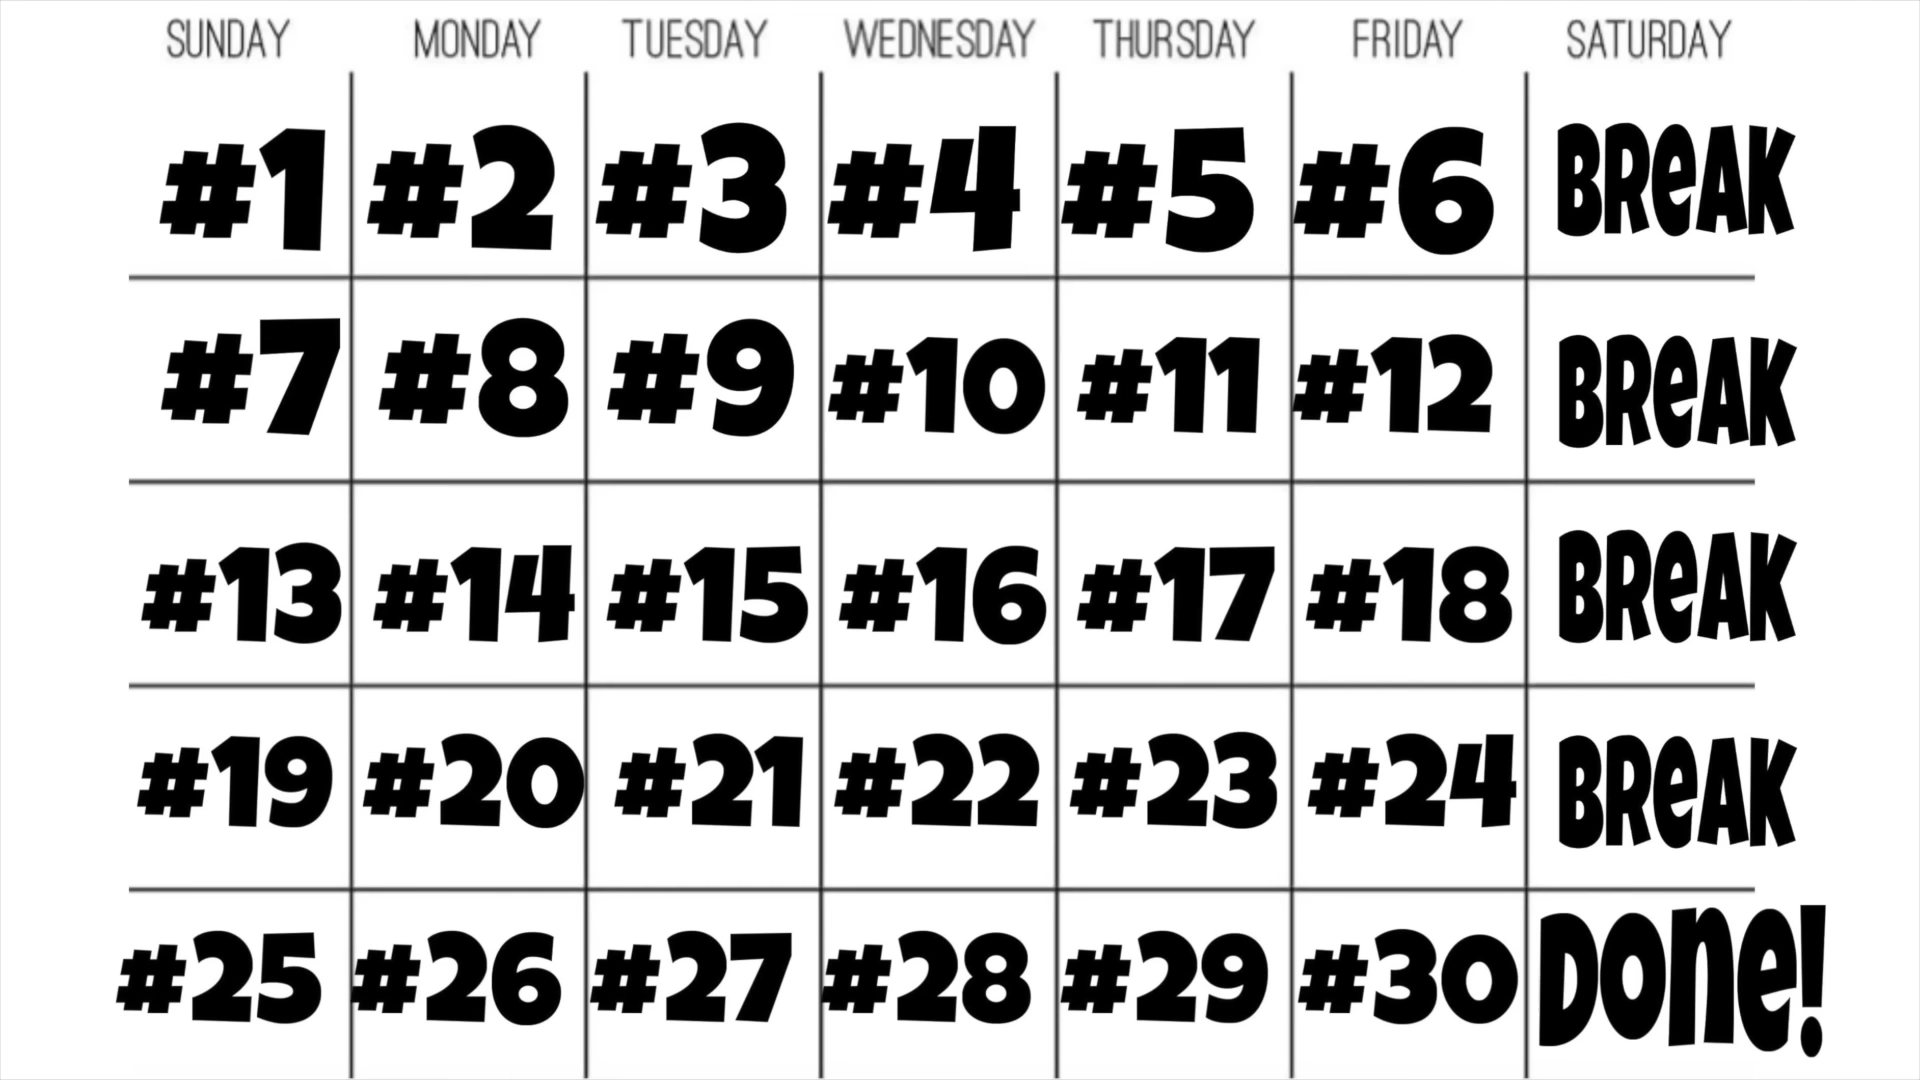 SUNDAY MONDAY TUESDAY WEDNESDAY THURSDAY FRIDAY SATURDAY
#1 #2 #3 #4 #5 #6 BReAK
#7 #8 #9 #10 #11 #12 BReAK
#13 #14 #15 #16 #17 #18 BReAK
#19 #20 #21 #22 #23 #24 BReAK
#25 #26 #27 #28 #29 #30 DOne!